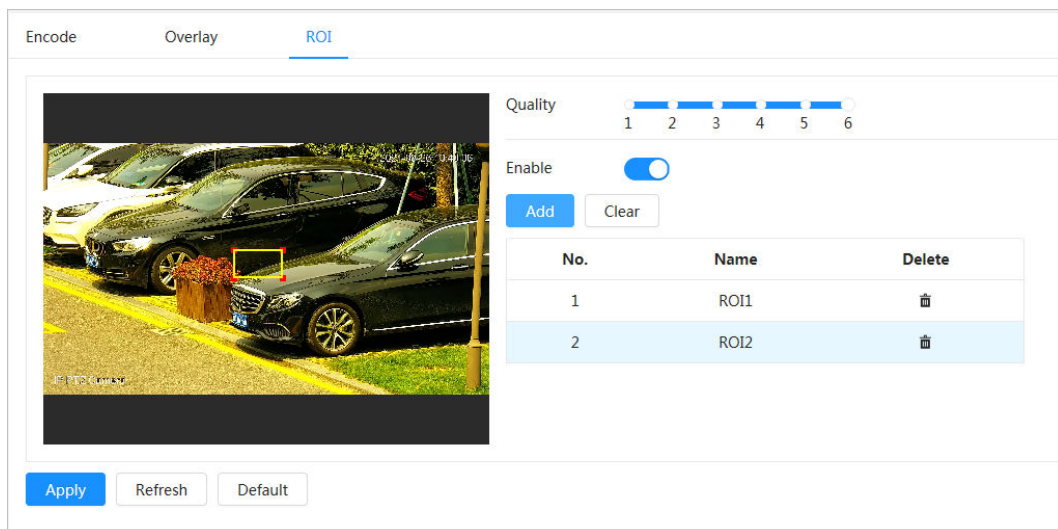 Encode Overlay ROI
Quality
1 2 3 4 5 6
Enable
Add Clear
No. Name Delete
1 ROI1
2 ROI2
Apply Refresh Default